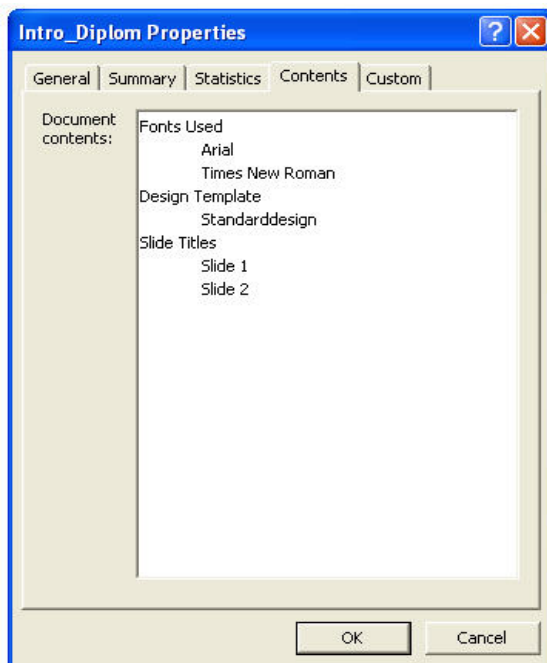 Intro_Diplom Properties
?
General Summary Statistics Contents Custom
Document
contents:
Fonts Used
Arial
Times New Roman
Design Template
Standarddesign
Slide Titles
Slide 1
Slide 2
OK Cancel